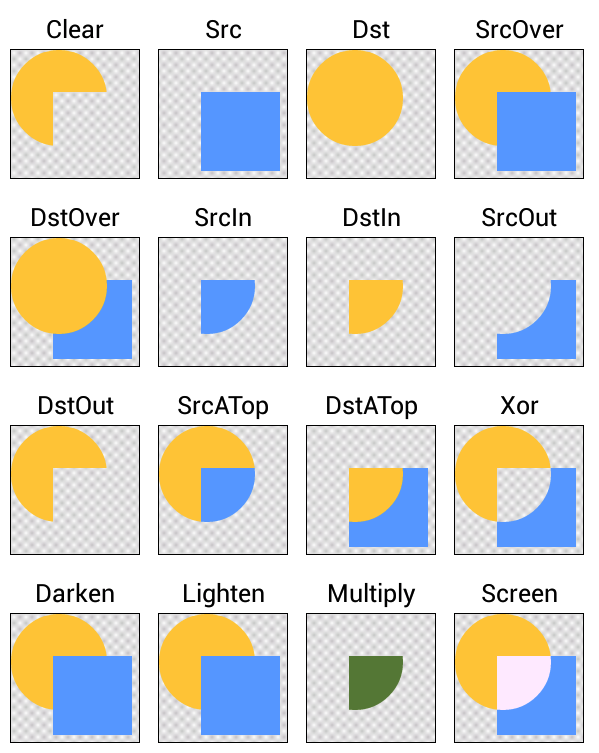 Clear Src Dst SrcOver
DstOver SrcIn DstIn SrcOut
DstOut SrcATop DstATop Xor
Darken Lighten Multiply Screen